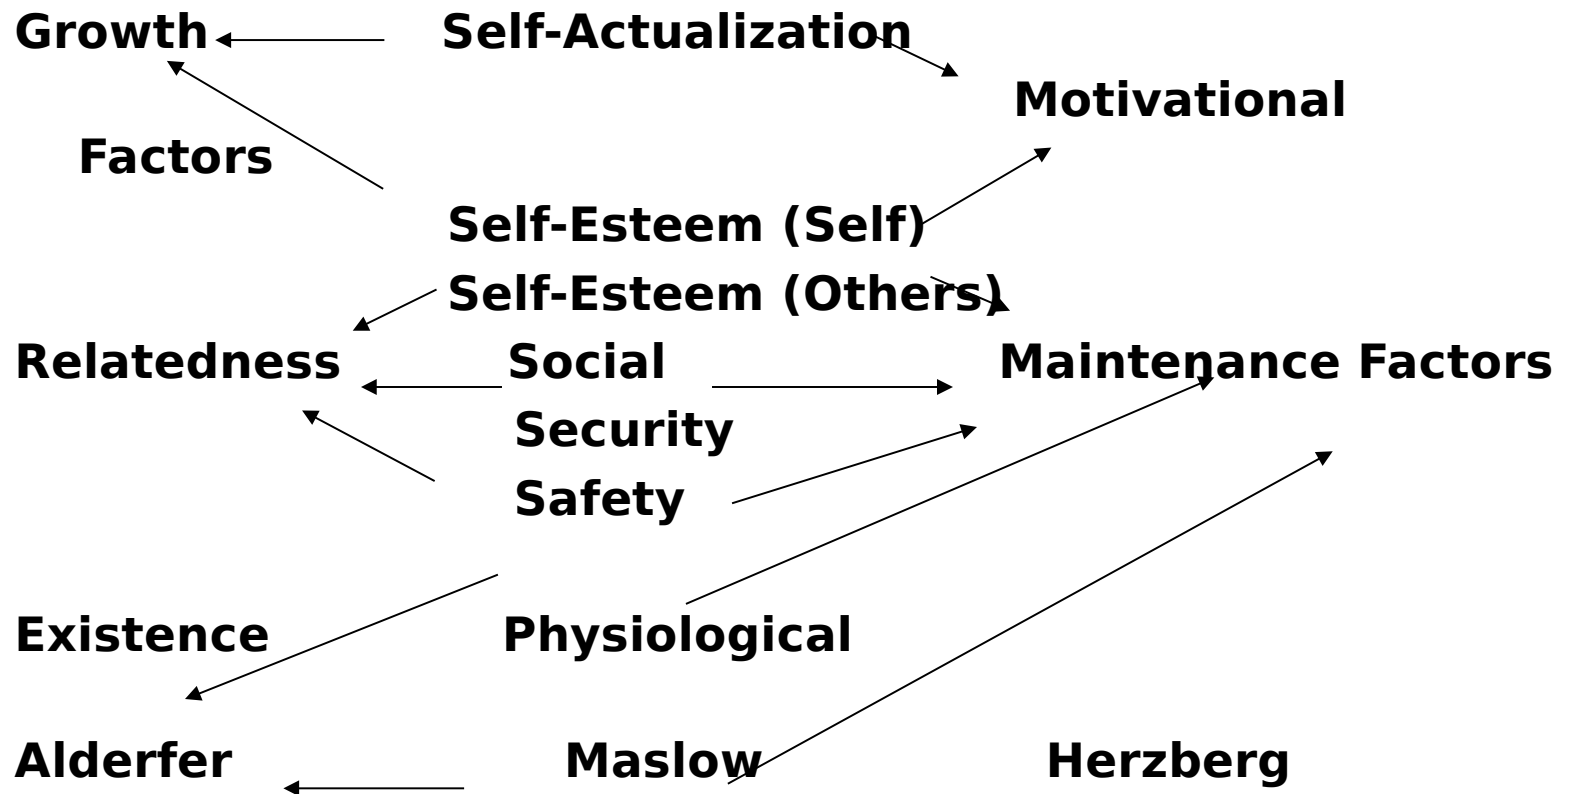 Growth Self-Actualization
Motivational
Factors
Self-Esteem (Self)
Self-Esteem (Others)
Relatedness Social Maintenance Factors
Security
Safety
Existence Physiological
Alderfer Maslow Herzberg